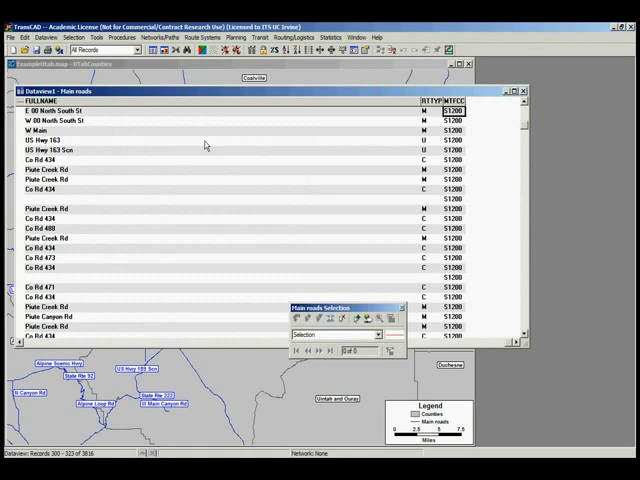 TransCAD -- Academic License (Not for Commercial/Contract Research Use) (Licensed to ITS UC Irvine)
File Edit Dataview Selection Tools Procedures Networks/Paths Route Systems Planning Transit Routing/Logistics Statistics Window Help
All Records
ExampleUtah.map - UTahCounties
Coalville
Dataview1 - Main roads
FULLNAME RTTYP MTFCC
E 00 North South St M S1200
W 00 North South St M S1200
W Main M S1200
US Hwy 163 U S1200
US Hwy 163 Scn U S1200
Co Rd 434 C S1200
Piute Creek Rd M S1200
Piute Creek Rd M S1200
Co Rd 434 C S1200
S1200
Piute Creek Rd M S1200
Co Rd 434 C S1200
Co Rd 488 C S1200
Piute Creek Rd M S1200
Co Rd 434 C S1200
Co Rd 473 C S1200
Co Rd 434 C S1200
S1200
Co Rd 471 C S1200
Co Rd 434 C S1200
Piute Creek Rd M S1200
Piute Canyon Rd M S1200
Piute Creek Rd M S1200
Co Rd 434 C S1200
Main roads Selection
Selection
0 of 0
Alpine Scenic Hwy
US Hwy 189 Scn
Duchesne
State Rte 92
N Canyon Rd
State Rte 222
Alpine Loop Rd
W Main Canyon Rd
Uintah and Ouray
Legend
Counties
Main roads
0 2.5 5 7.5
Miles
Dataview: Records 300 - 323 of 3816
Network: None